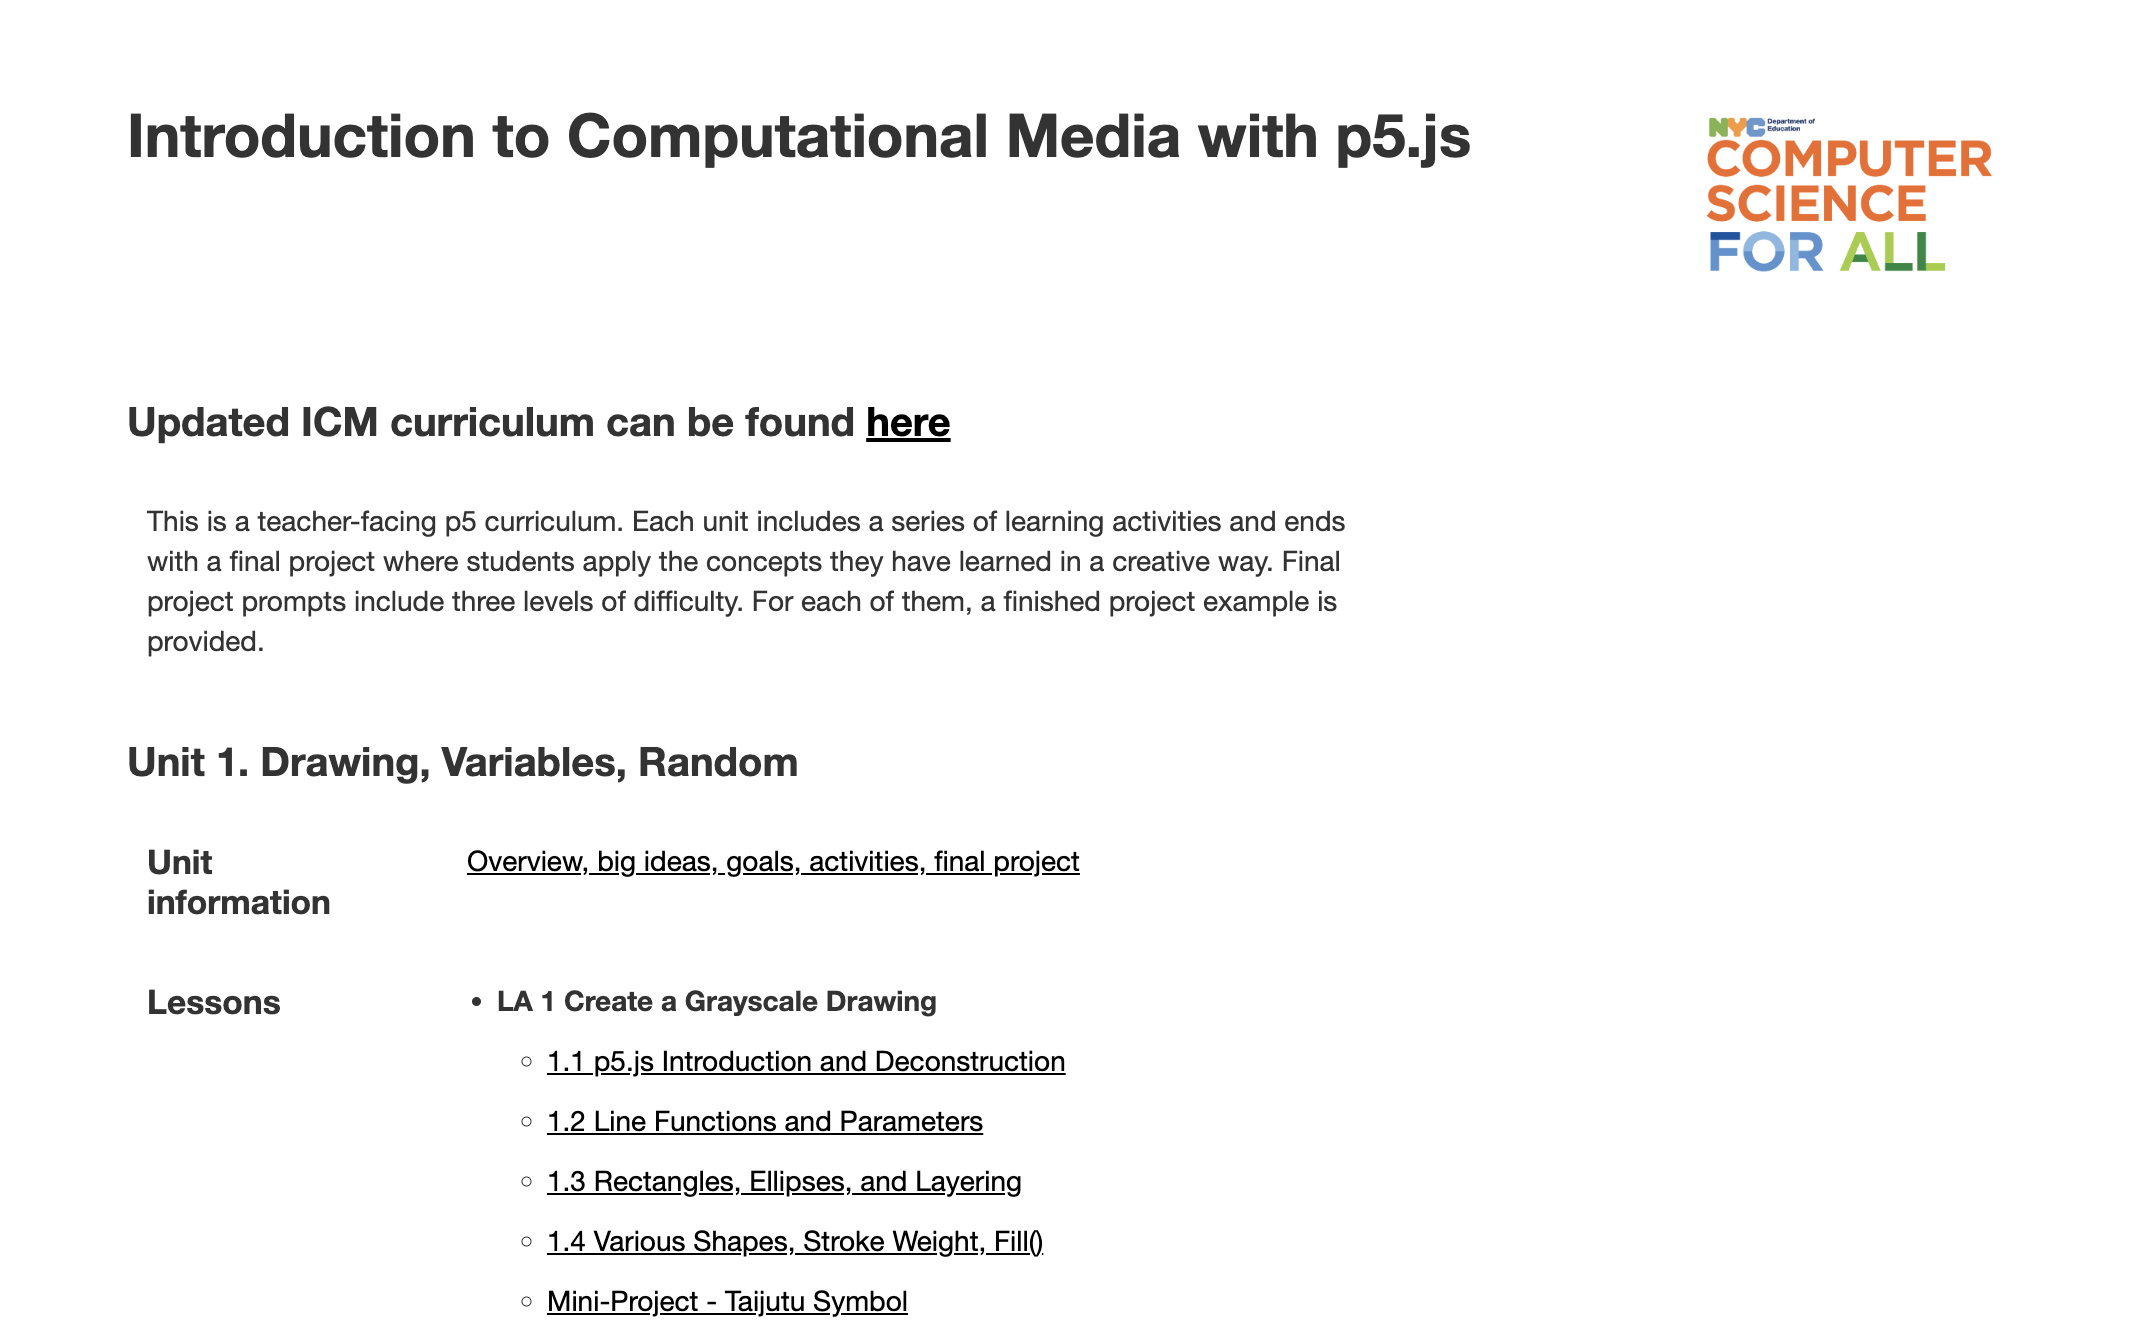 Introduction to Computational Media with p5.js
NYC Department of
Education
COMPUTER
SCIENCE
FOR ALL
Updated ICM curriculum can be found here
This is a teacher-facing p5 curriculum. Each unit includes a series of learning activities and ends
with a final project where students apply the concepts they have learned in a creative way. Final
project prompts include three levels of difficulty. For each of them, a finished project example is
provided.
Unit 1. Drawing, Variables, Random
Unit
information
Overview, big ideas, goals, activities, final project
Lessons
LA 1 Create a Grayscale Drawing
1.1 p5.js Introduction and Deconstruction
1.2 Line Functions and Parameters
1.3 Rectangles, Ellipses, and Layering
1.4 Various Shapes, Stroke Weight, Fill()
Mini-Project - Taijutu Symbol